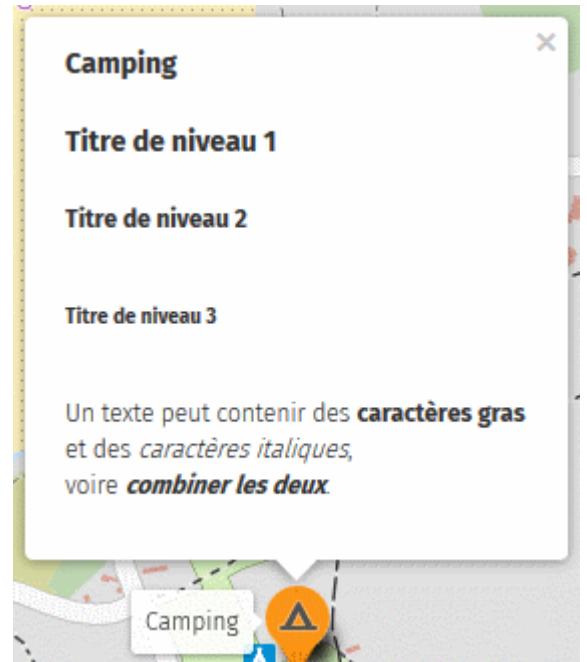 Camping
×
Titre de niveau 1
Titre de niveau 2
Titre de niveau 3
Un texte peut contenir des caractères gras
et des caractères italiques,
voire combiner les deux.
Camping